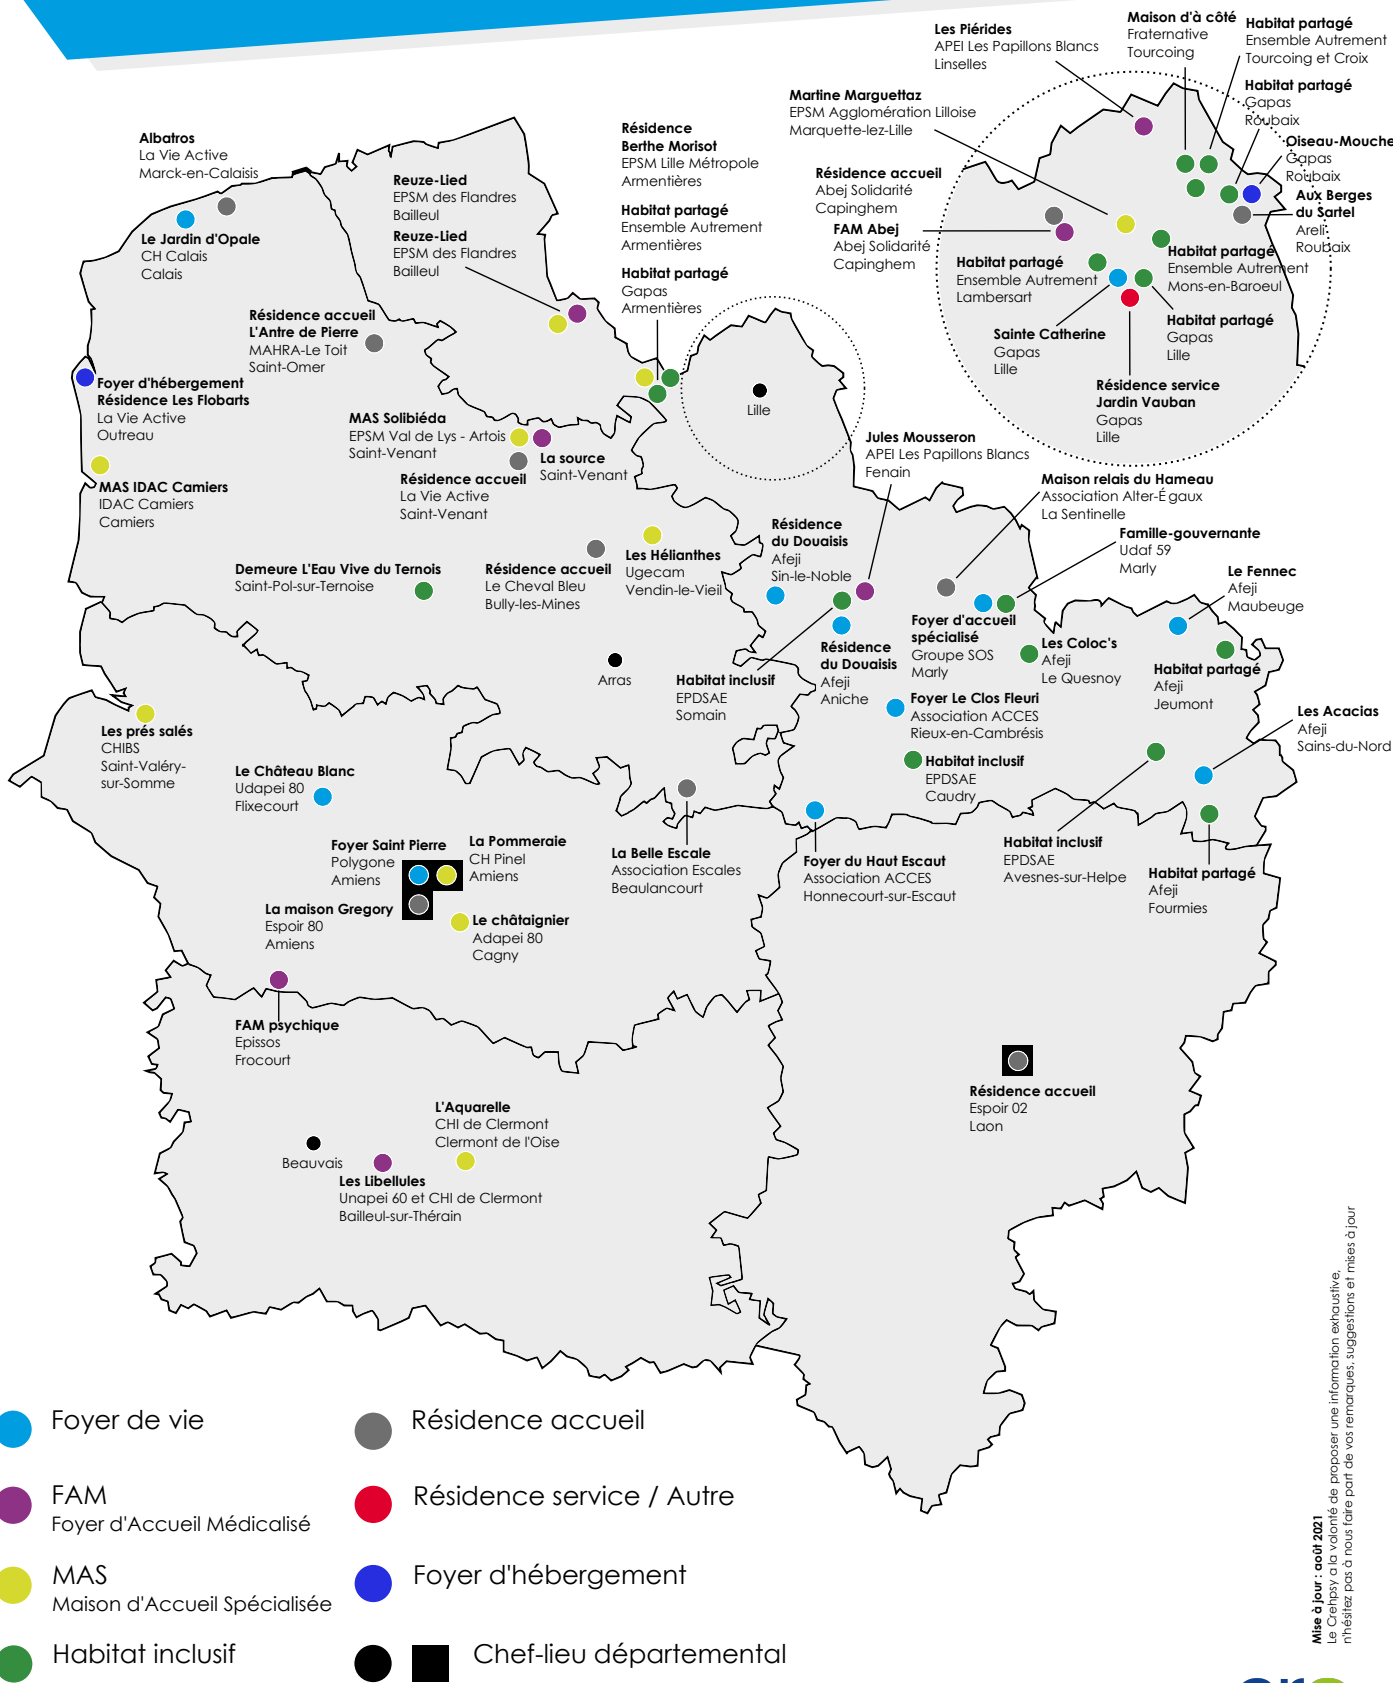 Les Piérides
APEI Les Papillons Blancs
Linselles
Maison d'à côté
Fraternative
Tourcoing
Habitat partagé
Ensemble Autrement
Tourcoing et Croix
Habitat partagé
Gapas
Roubaix
Oiseau-Mouche
Gapas
Roubaix
Aux Berges
du Sartel
Areli
Roubaix
Martine Marguettaz
EPSM Agglomération Lilloise
Marquette-lez-Lille
Résidence accueil
Abej Solidarité
Capinghem
FAM Abej
Abej Solidarité
Capinghem
Habitat partagé
Ensemble Autrement
Lambersart
Habitat partagé
Ensemble Autrement
Mons-en-Baroeul
Sainte Catherine
Gapas
Lille
Habitat partagé
Gapas
Lille
Résidence service
Jardin Vauban
Gapas
Lille
Albatros
La Vie Active
Marck-en-Calaisis
Le Jardin d'Opale
CH Calais
Calais
Reuze-Lied
EPSM des Flandres
Bailleul
Reuze-Lied
EPSM des Flandres
Bailleul
Résidence
Berthe Morisot
EPSM Lille Métropole
Armentières
Habitat partagé
Ensemble Autrement
Armentières
Habitat partagé
Gapas
Armentières
Résidence accueil
L'Antre de Pierre
MAHRA-Le Toit
Saint-Omer
Foyer d'hébergement
Résidence Les Flobarts
La Vie Active
Outreau
Lille
MAS Solibiéda
EPSM Val de Lys - Artois
Saint-Venant
La source
Saint-Venant
Résidence accueil
La Vie Active
Saint-Venant
MAS IDAC Camiers
IDAC Camiers
Camiers
Jules Mousseron
APEI Les Papillons Blancs
Fenain
Maison relais du Hameau
Association Alter-Égaux
La Sentinelle
Famille-gouvernante
Udaf 59
Marly
Le Fennec
Afeji
Maubeuge
Résidence
du Douaisis
Afeji
Sin-le-Noble
Les Hélianthes
Ugecam
Vendin-le-Vieil
Résidence accueil
Le Cheval Bleu
Bully-les-Mines
Demeure L'Eau Vive du Ternois
Saint-Pol-sur-Ternoise
Arras
Habitat inclusif
EPDSAE
Somain
Résidence
du Douaisis
Afeji
Aniche
Foyer d'accueil
spécialisé
Groupe SOS
Marly
Les Coloc's
Afeji
Le Quesnoy
Habitat partagé
Afeji
Jeumont
Foyer Le Clos Fleuri
Association ACCES
Rieux-en-Cambrésis
Les Acacias
Afeji
Sains-du-Nord
Habitat inclusif
EPDSAE
Caudry
Les prés salés
CHIBS
Saint-Valéry-
sur-Somme
Le Château Blanc
Udapei 80
Flixecourt
Foyer Saint Pierre
Polygone
Amiens
La Pommeraie
CH Pinel
Amiens
La maison Gregory
Espoir 80
Amiens
Le châtaignier
Adapei 80
Cagny
La Belle Escale
Association Escales
Beaulancourt
Foyer du Haut Escaut
Association ACCES
Honnecourt-sur-Escaut
Habitat inclusif
EPDSAE
Avesnes-sur-Helpe
Habitat partagé
Afeji
Fourmies
FAM psychique
Epissos
Frocourt
Résidence accueil
Espoir 02
Laon
L'Aquarelle
CHI de Clermont
Clermont de l'Oise
Beauvais
Les Libellules
Unapei 60 et CHI de Clermont
Bailleul-sur-Thérain
Foyer de vie
FAM
Foyer d'Accueil Médicalisé
MAS
Maison d'Accueil Spécialisée
Habitat inclusif
Résidence accueil
Résidence service / Autre
Foyer d'hébergement
Chef-lieu départemental
Mise à jour : août 2021
Le Crehpsy a la volonté de proposer une information exhaustive,
n'hésitez pas à nous faire part de vos remarques, suggestions et mises à jour